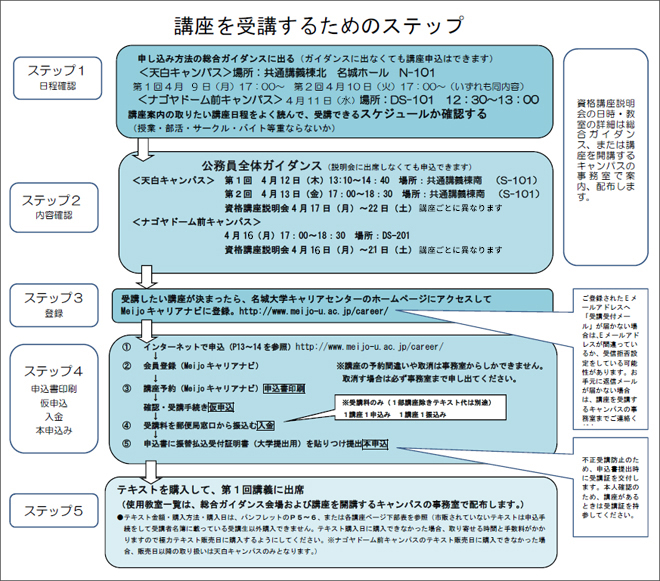 講座を受講するためのステップ
ステップ1
日程確認
申し込み方法の総合ガイダンスに出る（ガイダンスに出なくても講座申込はできます）
＜天白キャンパス＞場所：共通講義棟北　名城ホール　N-101
第1回4月　9日（月）17：00～　第2回4月10日（火）17：00～（いずれも同内容）
＜ナゴヤドーム前キャンパス＞4月11日（水）場所：DS-101　12：30～13：00
講座案内の取りたい講座日程をよく読んで、受講できるスケジュールか確認する
（授業・部活・サークル・バイト等重ならないか）
資格講座説明
会の日時・教
室の詳細は総
合ガイダン
ス、または講
座を開講する
キャンパスの
事務室で案
内、配布しま
す。
ステップ2
内容確認
公務員全体ガイダンス（説明会に出席しなくても申込できます）
＜天白キャンパス＞　第1回　4月12日（木）13:10～14：40　場所：共通講義棟南　（S-101）
第2回　4月13日（金）17:00～18：30　場所：共通講義棟南　（S-101）
資格講座説明会4月17日（月）～22日（土）講座ごとに異なります
＜ナゴヤドーム前キャンパス＞
4月16（月）17：00～18：30　場所：DS-201
資格講座説明会4月16日（月）～21日（土）講座ごとに異なります
ステップ3
登録
受講したい講座が決まったら、名城大学キャリアセンターのホームページにアクセスして
Meijoキャリアナビに登録。http://www.meijo-u.ac.jp/career/
ご登録されたEメ
ールアドレスへ
「受講受付メー
ル」が届かない場
合は、Eメールアド
レスが間違ってい
るか、受信拒否設
定をしている可能
性があります。お
手元に返信メール
が届かない場合
は、講座を受講す
るキャンパスの事
務室までご連絡く
ステップ4
申込書印刷
仮申込
入金
本申込み
①　インターネットで申込（P13～14を参照）http://www.meijo-u.ac.jp/career/
↓
②　会員登録（Meijoキャリアナビ）　※講座の予約間違いや取消は事務室からしかできません。
↓　取消す場合は必ず事務室まで申し出てください。
③　講座予約（Meijoキャリアナビ）申込書印刷
↓
確認・受講手続き仮申込
↓
※受講料のみ（1部講座除きテキスト代は別途）
1講座1申込み　1講座1振込み
④　受講料を郵便局窓口から振込む入金
↓
⑤　申込書に振替払込受付証明書（大学提出用）を貼りつけ提出本申込
不正受講防止のた
め、申込書提出時に
受講証を交付しま
す。本人確認のた
め、講座があると
きは受講証を持参し
てください。
ステップ5
テキストを購入して、第1回講義に出席
（使用教室一覧は、総合ガイダンス会場および講座を開講するキャンパスの事務室で配布します。）
●テキスト金額・購入方法・購入日は、パンフレットのP5～6、または各講座ページ下部表を参照（市販されていないテキストは申込手
続をして受講者名簿に載っている受講生以外購入できません。テキスト購入日に購入できなかった場合、取り寄せる時間と手数料がか
かりますので極力テキスト販売日に購入するようにしてください。※ナゴヤドーム前キャンパスのテキスト販売日に購入できなかった場
合、販売日以降の取り扱いは天白キャンパスのみとなります。）